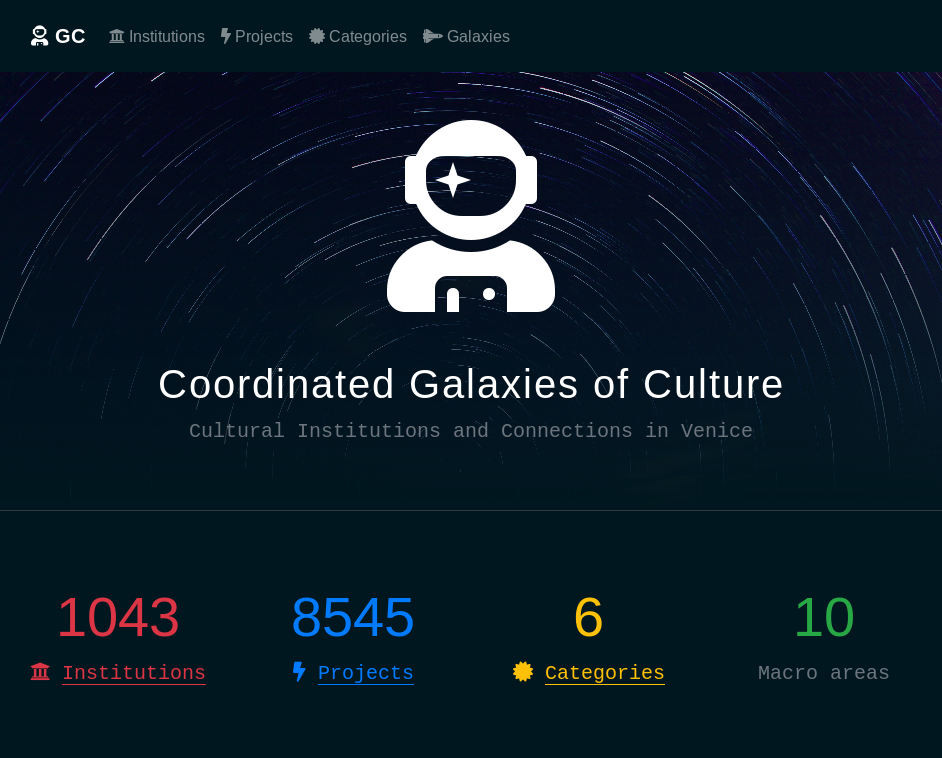 GC Institutions Projects Categories Galaxies
Coordinated Galaxies of Culture
Cultural Institutions and Connections in Venice
1043 8545 6 10
Institutions Projects Categories Macro areas